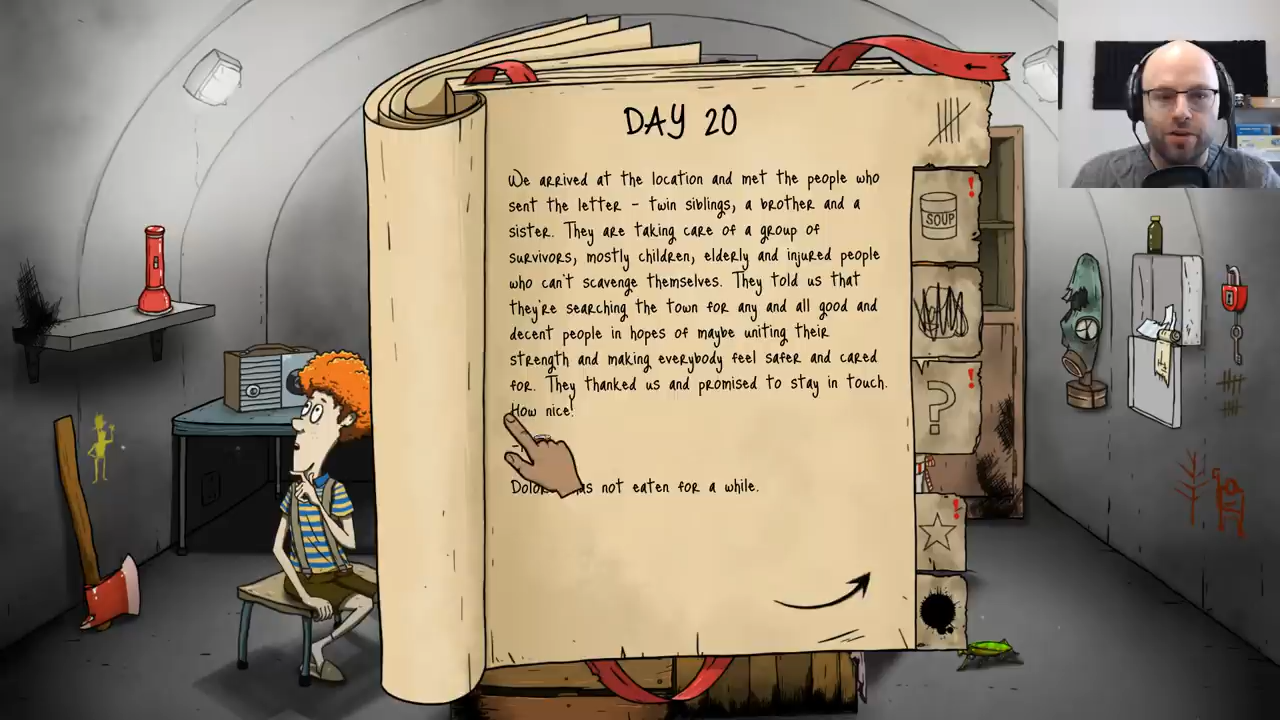 DAY 20
We arrived at the location and met the people who
sent the letter - twin siblings, a brother and a
sister. They are taking care of a group of
survivors, mostly children, elderly and injured people
who can't scavenge themselves. They told us that
they're searching the town for any and all good and
decent people in hopes of maybe uniting their
strength and making everybody feel safer and cared
for. They thanked us and promised to stay in touch.
How nice!
not eaten for a while.
SOUP
!
?
!
!